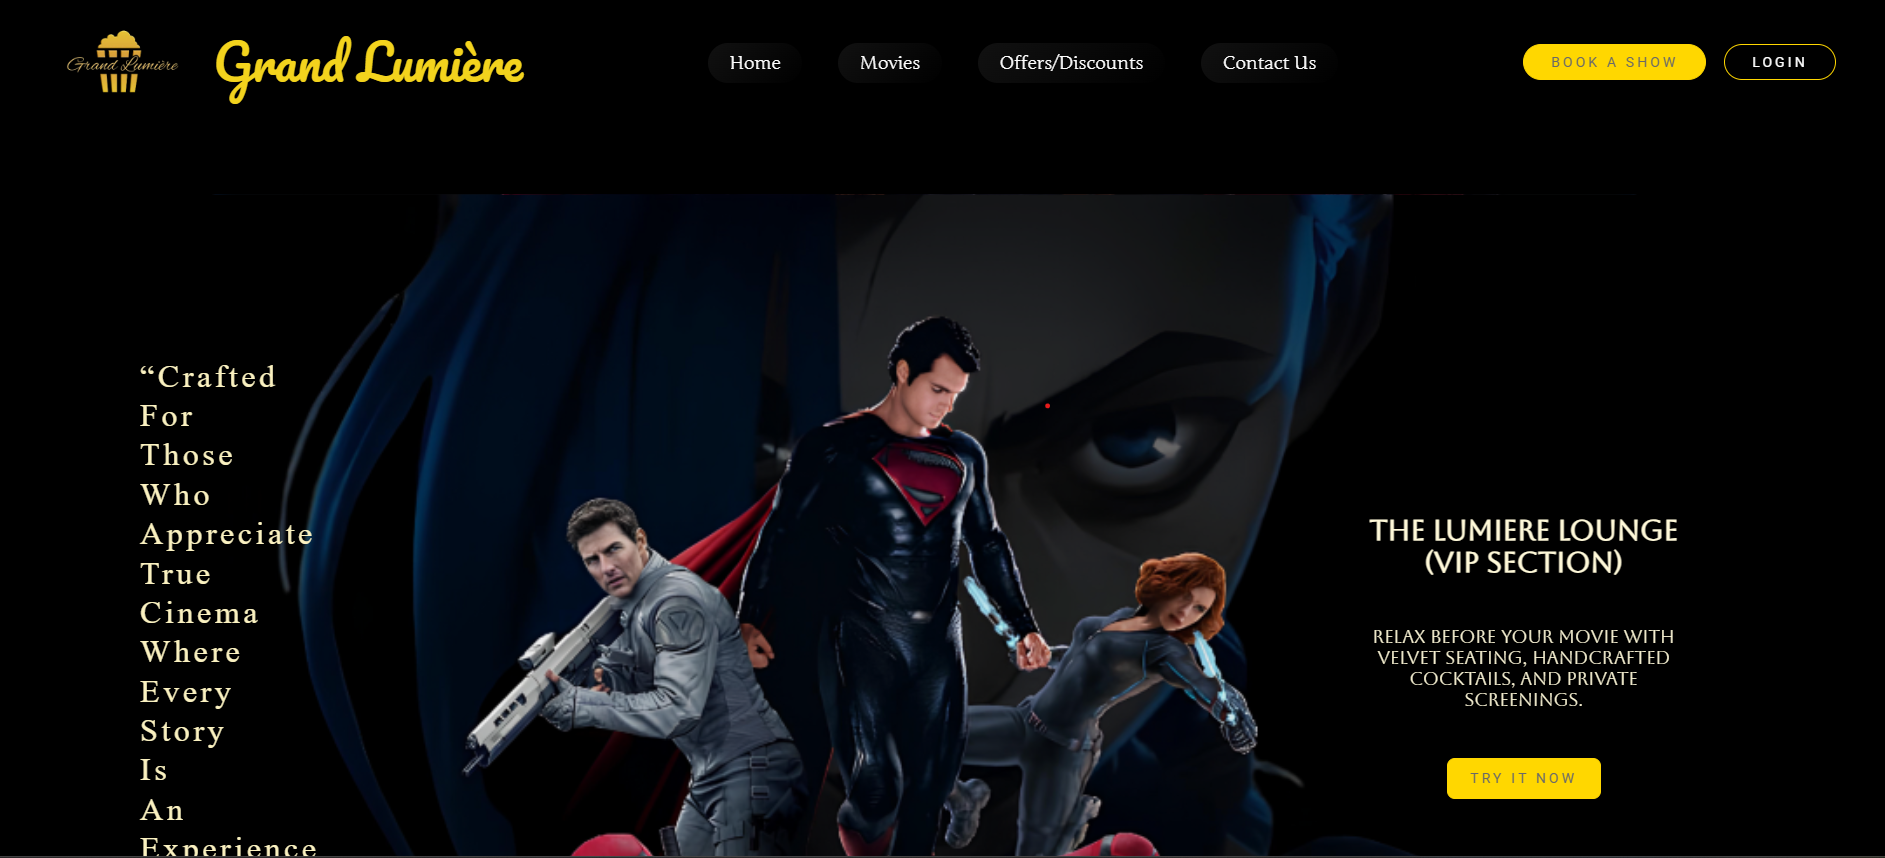 Grand Lumière
Grand Lumière
Home
Movies
Offers/Discounts
Contact Us
BOOK A SHOW
LOGIN
“Crafted
For
Those
Who
Appreciate
True
Cinema
Where
Every
Story
Is
An
Experience
THE LUMIERE LOUNGE
(VIP SECTION)
RELAX BEFORE YOUR MOVIE WITH
VELVET SEATING, HANDCRAFTED
COCKTAILS, AND PRIVATE
SCREENINGS.
TRY IT NOW